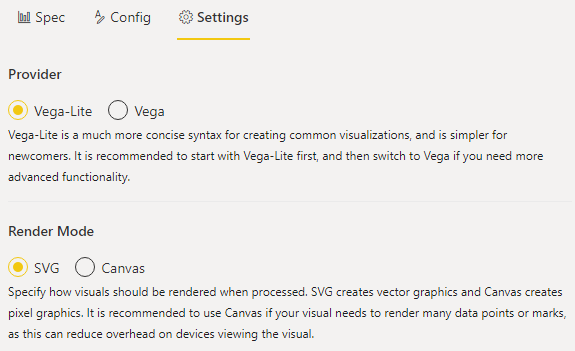 Spec Config Settings
Provider
Vega-Lite Vega
Vega-Lite is a much more concise syntax for creating common visualizations, and is simpler for
newcomers. It is recommended to start with Vega-Lite first, and then switch to Vega if you need more
advanced functionality.
Render Mode
SVG Canvas
Specify how visuals should be rendered when processed. SVG creates vector graphics and Canvas creates
pixel graphics. It is recommended to use Canvas if your visual needs to render many data points or marks,
as this can reduce overhead on devices viewing the visual.